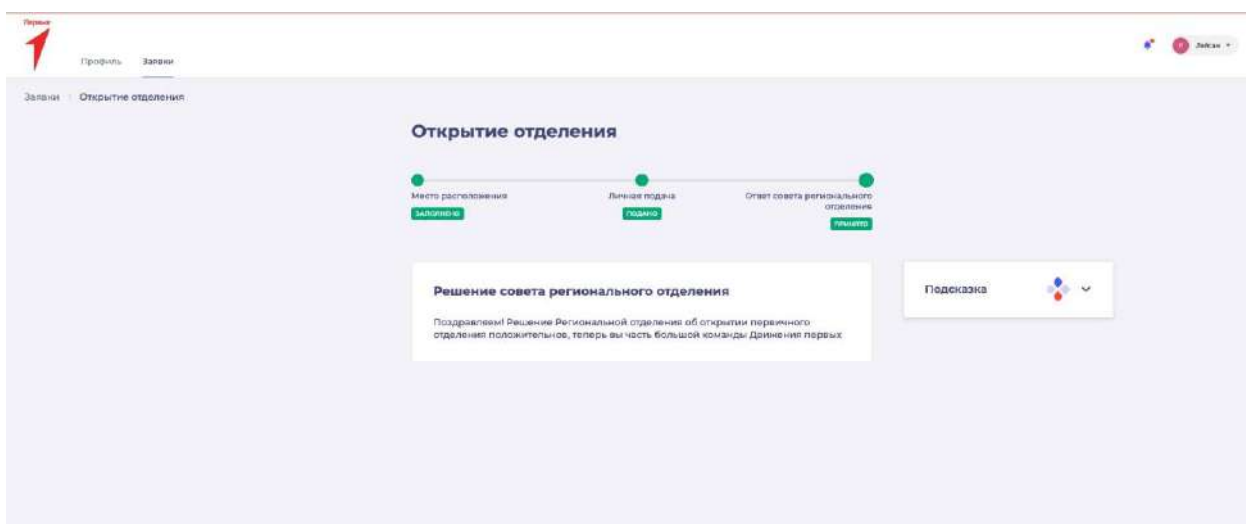 Первые
Профиль Заявки
Лейсан
Заявки Открытие отделения
Открытие отделения
Место расположения Личная подача Ответ совета регионального
отделения
ЗАПОЛНЕНО ПОДАНО
ПРИНЯТО
Решение совета регионального отделения
Подсказка
Поздравляем! Решение Региональной отделения об открытии первичного
отделения положительное, теперь вы часть большой команды Движения первых